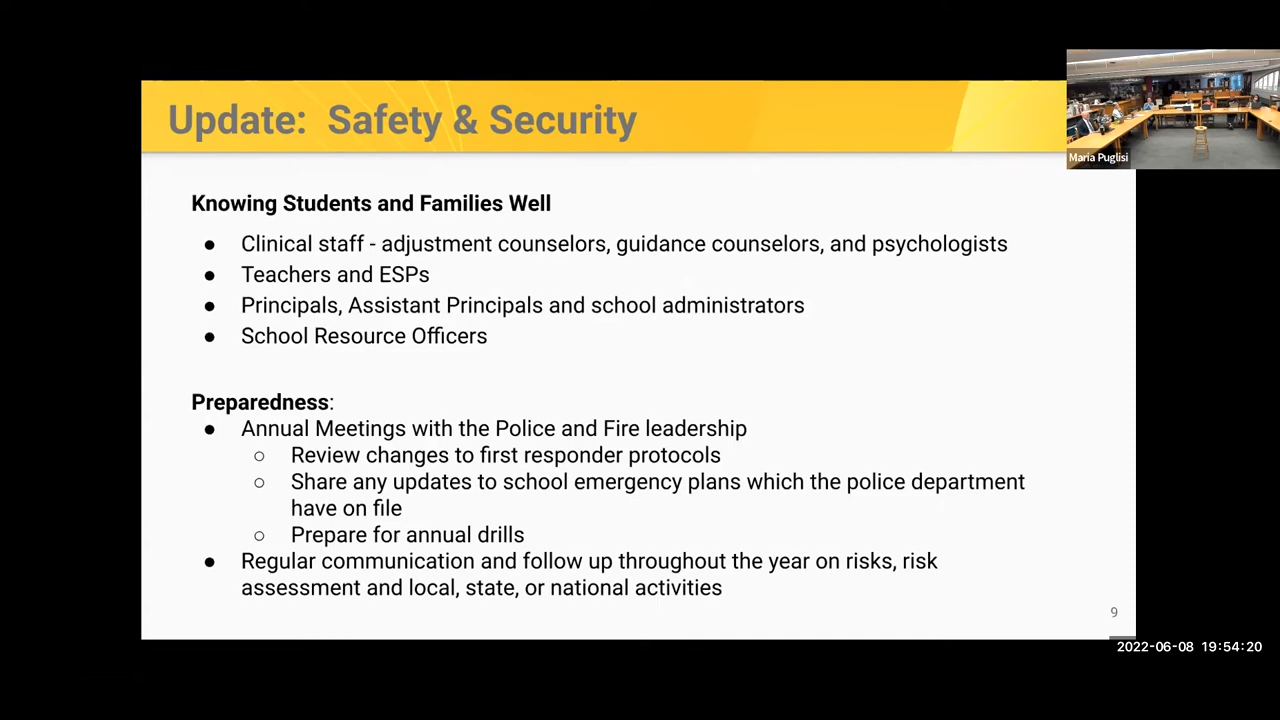 Update: Safety & Security
Maria Puglisi
Knowing Students and Families Well
● Clinical staff - adjustment counselors, guidance counselors, and psychologists
● Teachers and ESPs
● Principals, Assistant Principals and school administrators
● School Resource Officers
Preparedness:
● Annual Meetings with the Police and Fire leadership
○ Review changes to first responder protocols
○ Share any updates to school emergency plans which the police department
have on file
○ Prepare for annual drills
● Regular communication and follow up throughout the year on risks, risk
assessment and local, state, or national activities
9
2022-06-08 19:54:20